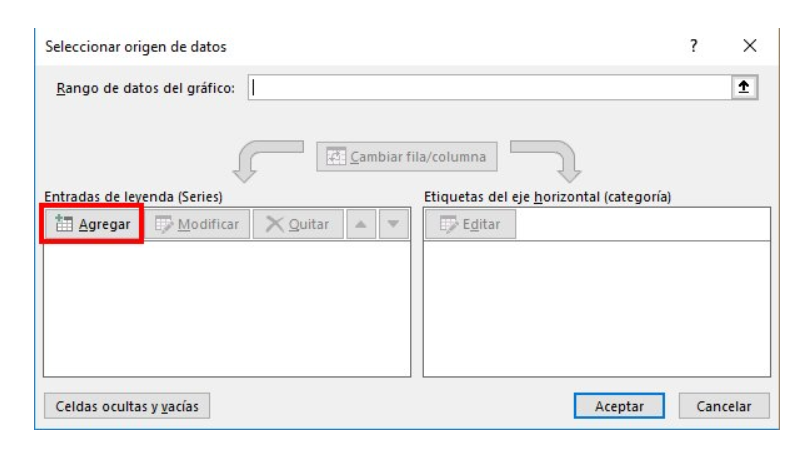 Seleccionar origen de datos ?
Rango de datos del gráfico:
Cambiar fila/columna
Entradas de leyenda (Series)
Etiquetas del eje horizontal (categoría)
Agregar Modificar Quitar
Editar
Celdas ocultas y vacías
Aceptar Cancelar